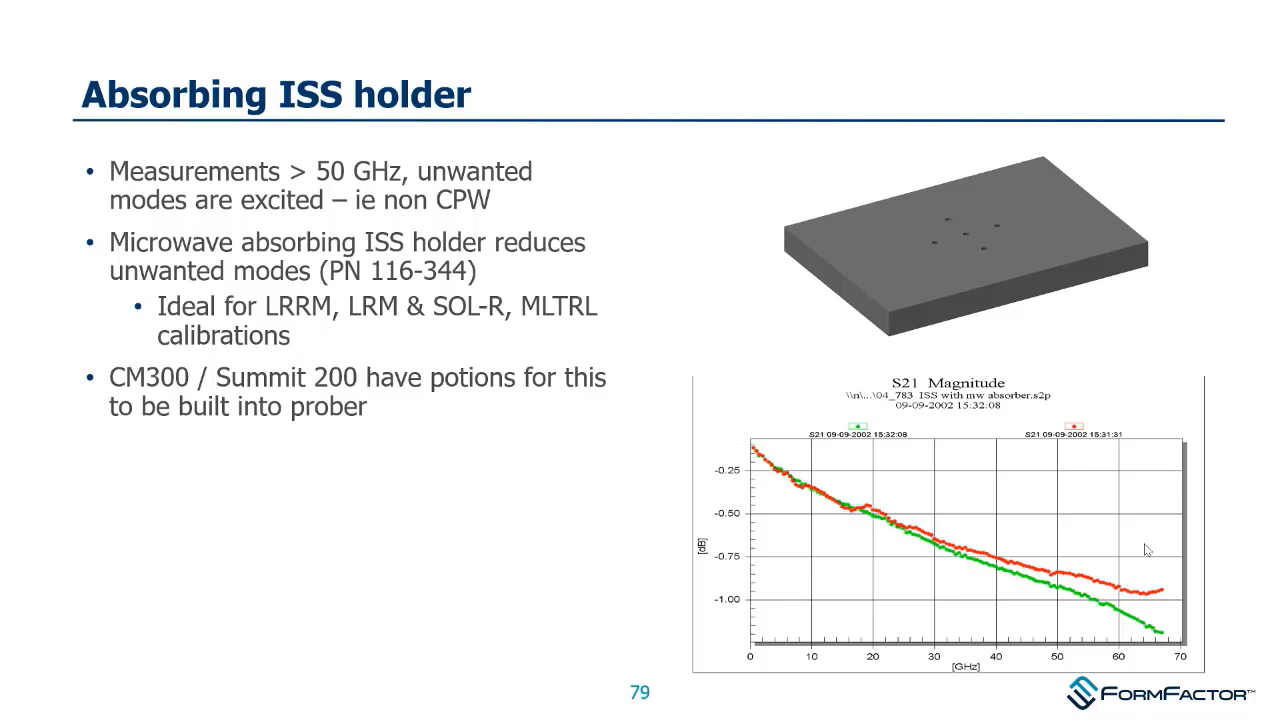 Absorbing ISS holder
• Measurements > 50 GHz, unwanted
modes are excited – ie non CPW
• Microwave absorbing ISS holder reduces
unwanted modes (PN 116-344)
• Ideal for LRRM, LRM & SOL-R, MLTRL
calibrations
• CM300 / Summit 200 have potions for this
to be built into prober
S21 Magnitude
\\n\...\04_783 ISS with mw absorber.s2p
09-09-2002 15:32:08
S21 09-09-2002 15:32:08
S21 09-09-2002 15:31:31
-0.25
-0.50
-0.75
-1.00
[dB]
0 10 20 30 40 50 60 70
[GHz]
79
FORMFACTOR™